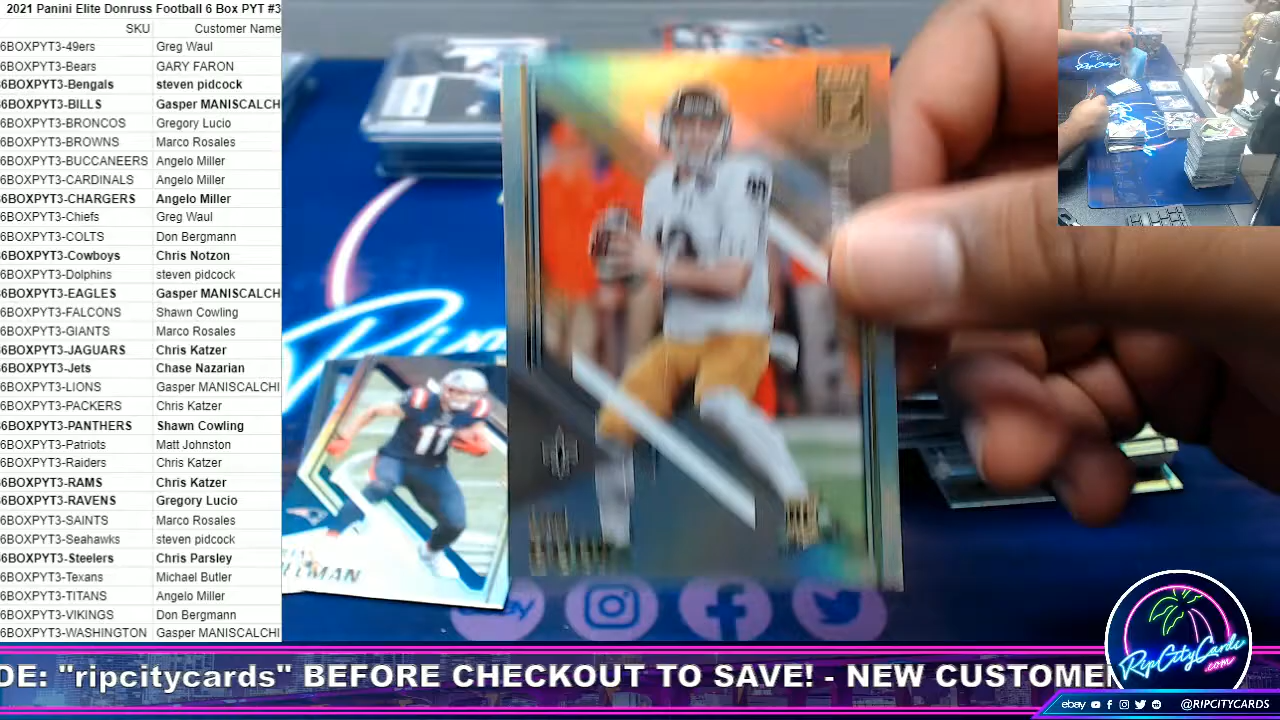 2021 Panini Elite Donruss Football 6 Box PYT #3
SKU Customer Name
6BOXPYT3-49ers Greg Waul
6BOXPYT3-Bears GARY FARON
6BOXPYT3-Bengals steven pidcock
6BOXPYT3-BILLS Gasper MANISCALCH
6BOXPYT3-BRONCOS Gregory Lucio
6BOXPYT3-BROWNS Marco Rosales
6BOXPYT3-BUCCANEERS Angelo Miller
6BOXPYT3-CARDINALS Angelo Miller
6BOXPYT3-CHARGERS Angelo Miller
6BOXPYT3-Chiefs Greg Waul
6BOXPYT3-COLTS Don Bergmann
6BOXPYT3-Cowboys Chris Notzon
6BOXPYT3-Dolphins steven pidcock
6BOXPYT3-EAGLES Gasper MANISCALCH
6BOXPYT3-FALCONS Shawn Cowling
6BOXPYT3-GIANTS Marco Rosales
6BOXPYT3-JAGUARS Chris Katzer
6BOXPYT3-Jets Chase Nazarian
6BOXPYT3-LIONS Gasper MANISCALCHI
6BOXPYT3-PACKERS Chris Katzer
6BOXPYT3-PANTHERS Shawn Cowling
6BOXPYT3-Patriots Matt Johnston
6BOXPYT3-Raiders Chris Katzer
6BOXPYT3-RAMS Chris Katzer
6BOXPYT3-RAVENS Gregory Lucio
6BOXPYT3-SAINTS Marco Rosales
6BOXPYT3-Seahawks steven pidcock
6BOXPYT3-Steelers Chris Parsley
6BOXPYT3-Texans Michael Butler
6BOXPYT3-TITANS Angelo Miller
6BOXPYT3-VIKINGS Don Bergmann
6BOXPYT3-WASHINGTON Gasper MANISCALCHI
11
ebay
DE: "ripcitycards" BEFORE CHECKOUT TO SAVE! - NEW CUSTOMER
RipCityCards
.com
ebay @RIPCITYCARDS